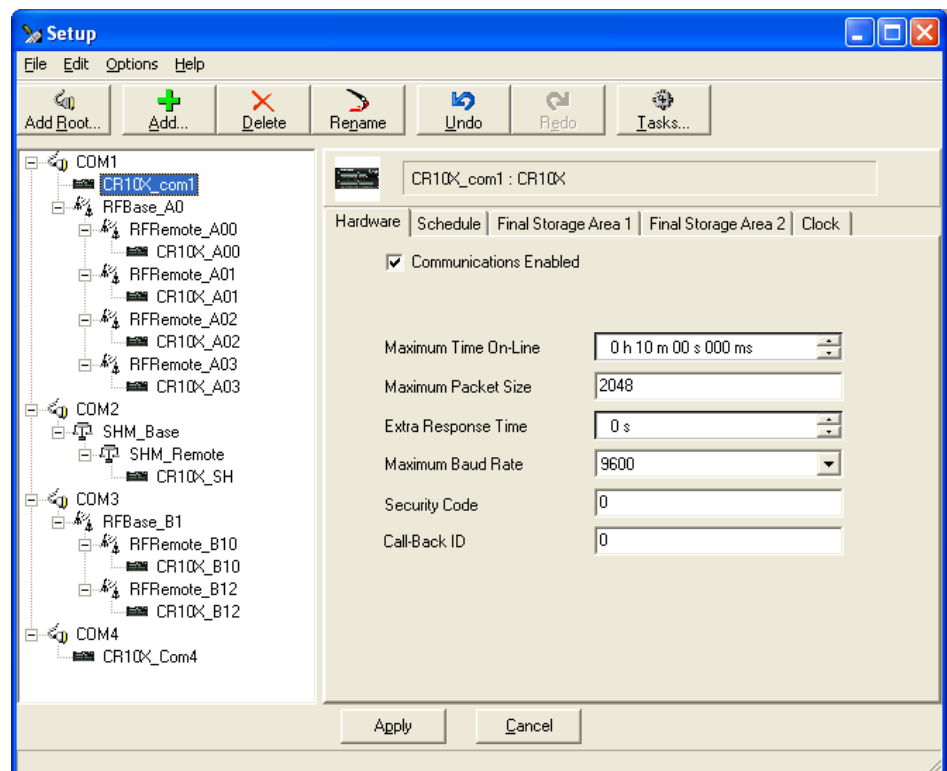 Setup
File Edit Options Help
Add Root... Add... Delete Rename Undo Redo Tasks...
COM1
CR10X_com1
RFBase_A0
RFRemote_A00
CR10X_A00
RFRemote_A01
CR10X_A01
RFRemote_A02
CR10X_A02
RFRemote_A03
CR10X_A03
COM2
SHM_Base
SHM_Remote
CR10X_SH
COM3
RFBase_B1
RFRemote_B10
CR10X_B10
RFRemote_B12
CR10X_B12
COM4
CR10X_Com4
CR10X_com1 : CR10X
Hardware Schedule Final Storage Area 1 Final Storage Area 2 Clock
Communications Enabled
Maximum Time On-Line 0 h 10 m 00 s 000 ms
Maximum Packet Size 2048
Extra Response Time 0 s
Maximum Baud Rate 9600
Security Code 0
Call-Back ID 0
Apply Cancel